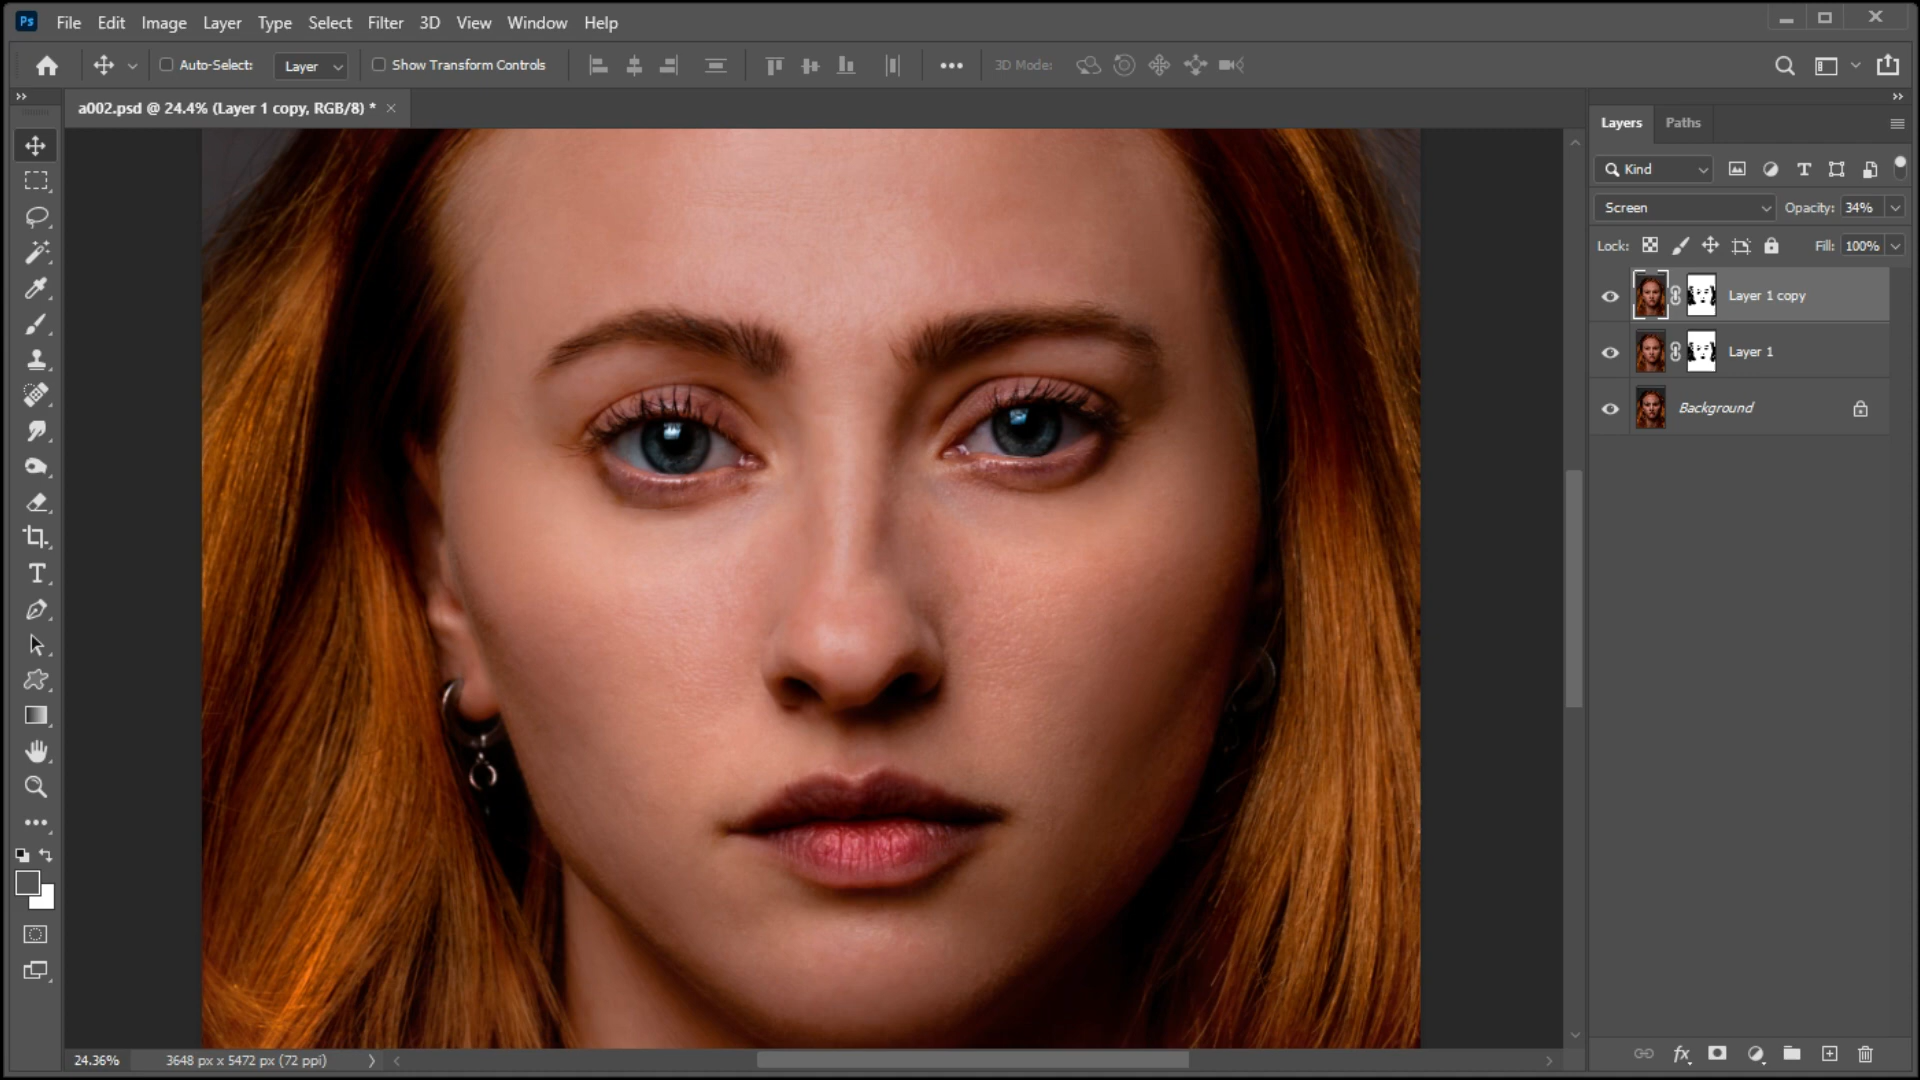 Ps File Edit Image Layer Type Select Filter 3D View Window Help
Auto-Select: Layer Show Transform Controls 3D Mode:
a002.psd @ 24.4% (Layer 1 copy, RGB/8) *
Layers Paths
Kind
Screen Opacity: 34%
Lock: Fill: 100%
Layer 1 copy
Layer 1
Background
24.36% 3648 px x 5472 px (72 ppi)